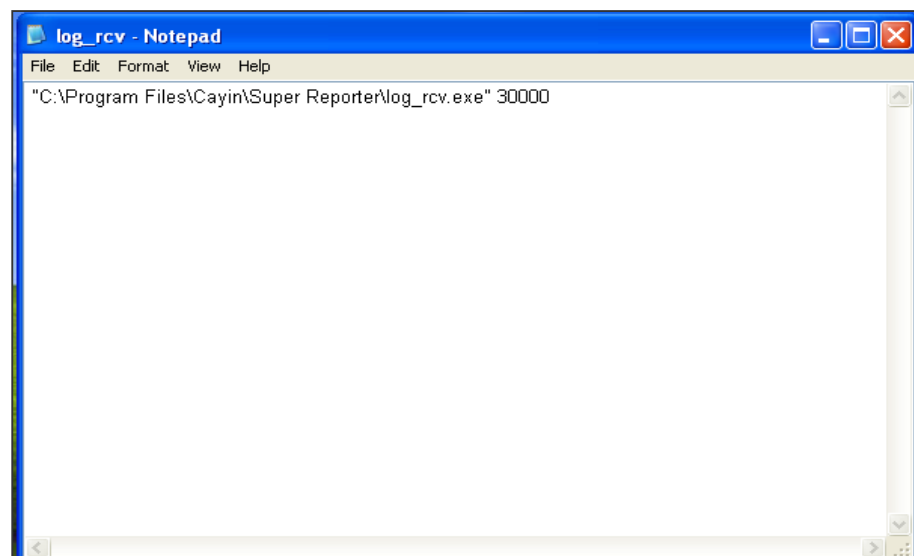 log_rcv - Notepad
File Edit Format View Help
"C:\Program Files\Cayin\Super Reporter\log_rcv.exe" 30000